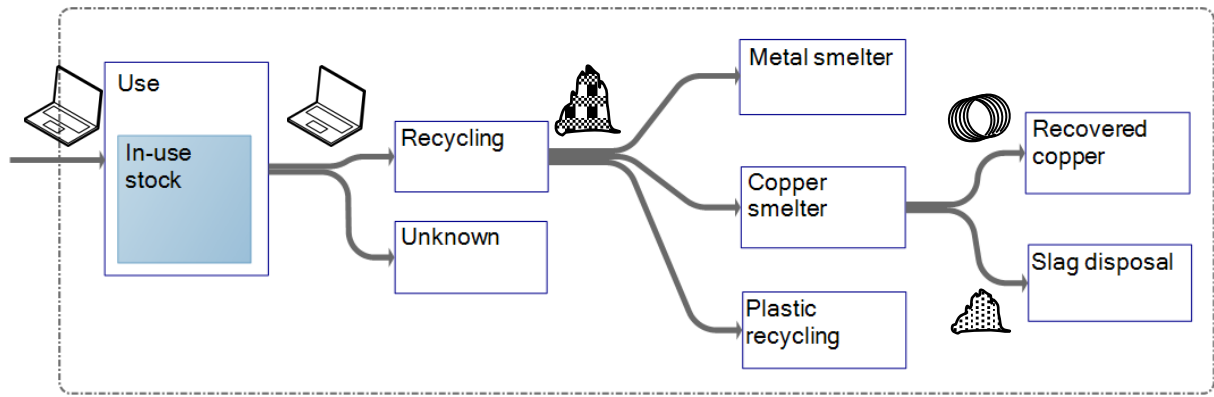 Use
In-use
stock
Recycling
Unknown
Metal smelter
Copper
smelter
Plastic
recycling
Recovered
copper
Slag disposal